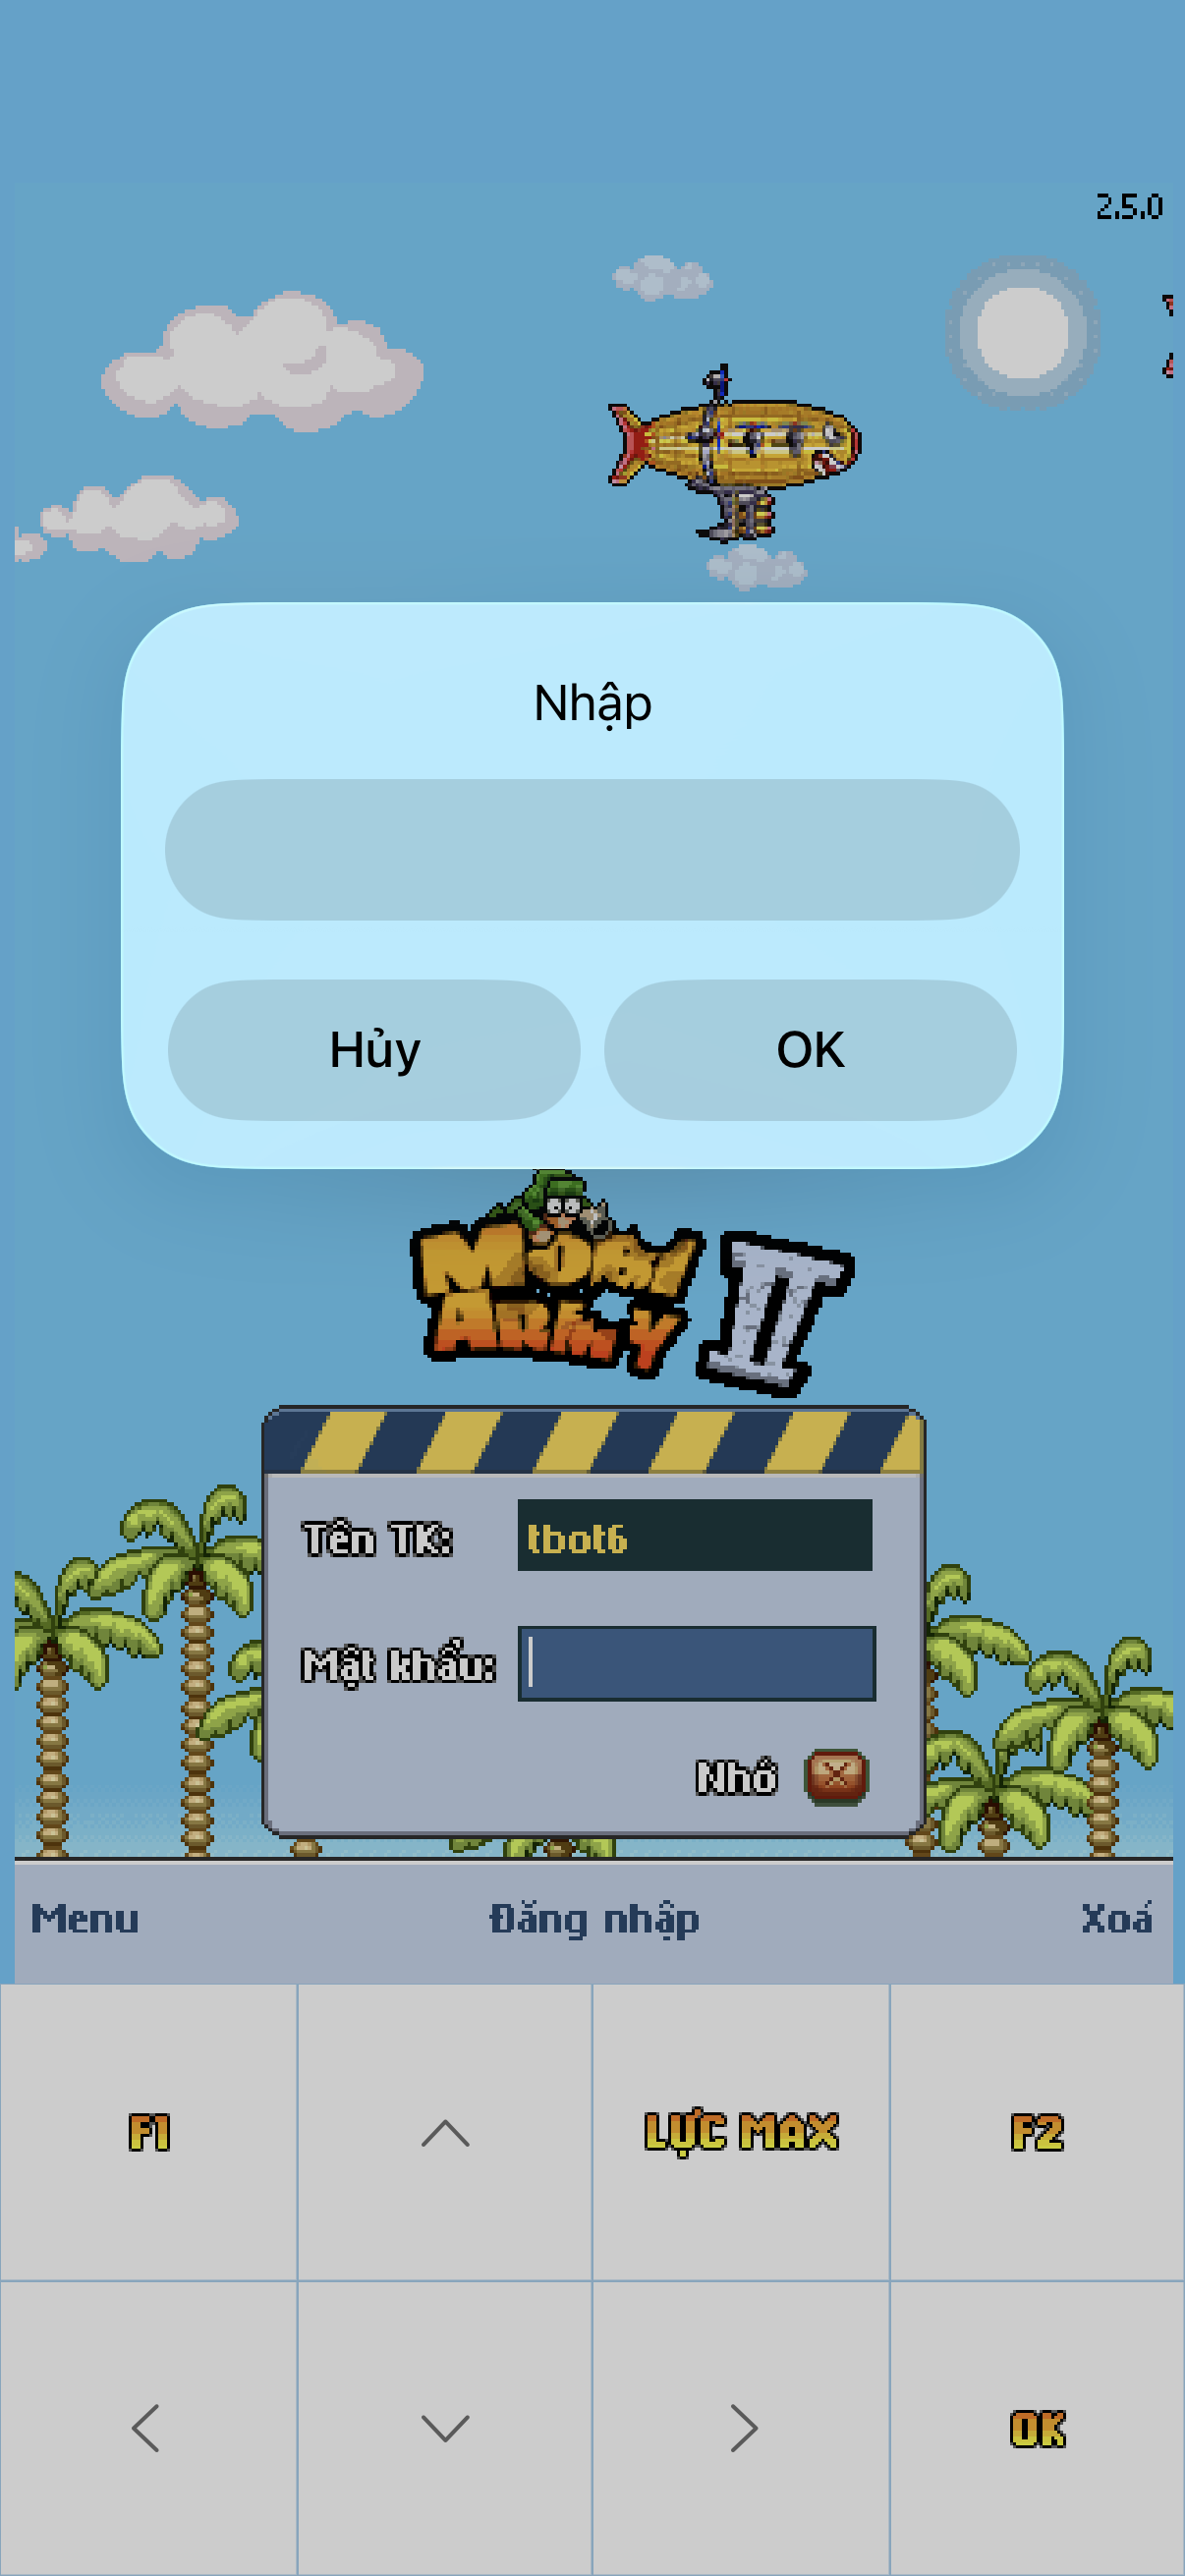 2.5.0
Nhập
Hủy OK
MOBI
ARMY II
Tên TK: tbot6
Mật khẩu:
Nhớ
Menu Đăng nhập Xoá
F1 LỰC MAX F2
OK